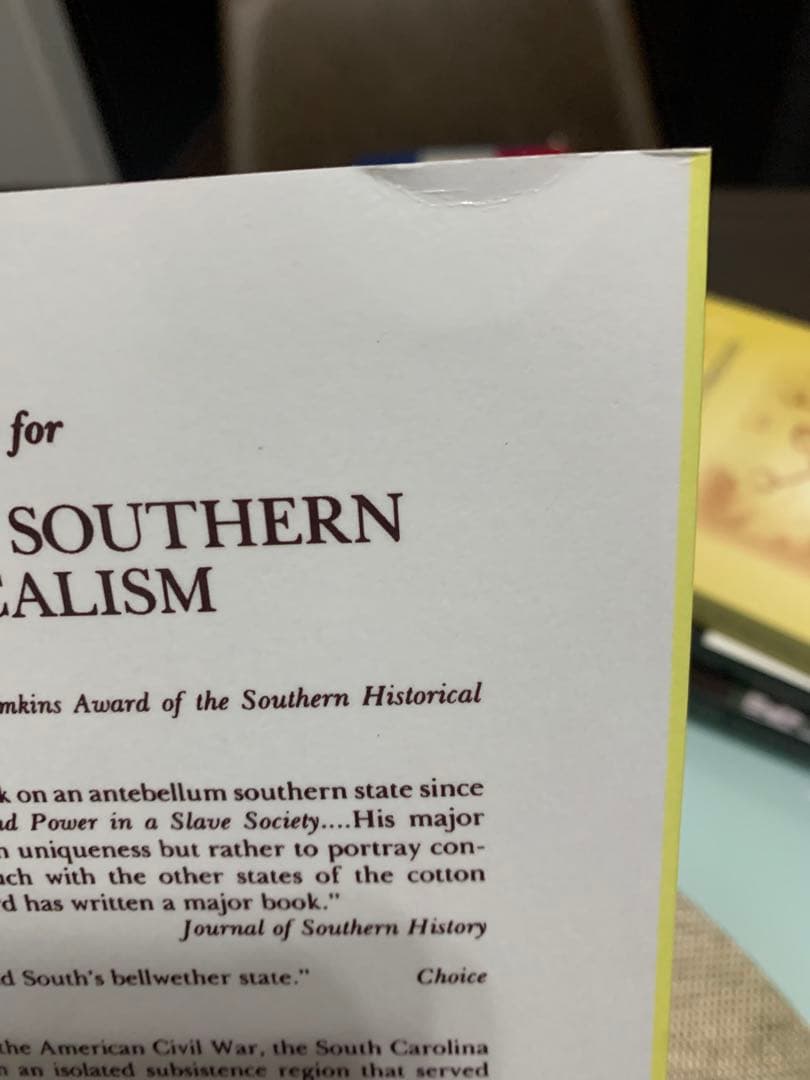 for
SOUTHERN
EALISM
mkins Award of the Southern Historical
k on an antebellum southern state since
nd Power in a Slave Society....His major
n uniqueness but rather to portray con-
ach with the other states of the cotton
d has written a major book."
Journal of Southern History
d South's bellwether state." Choice
the American Civil War, the South Carolina
n an isolated subsistence region that served